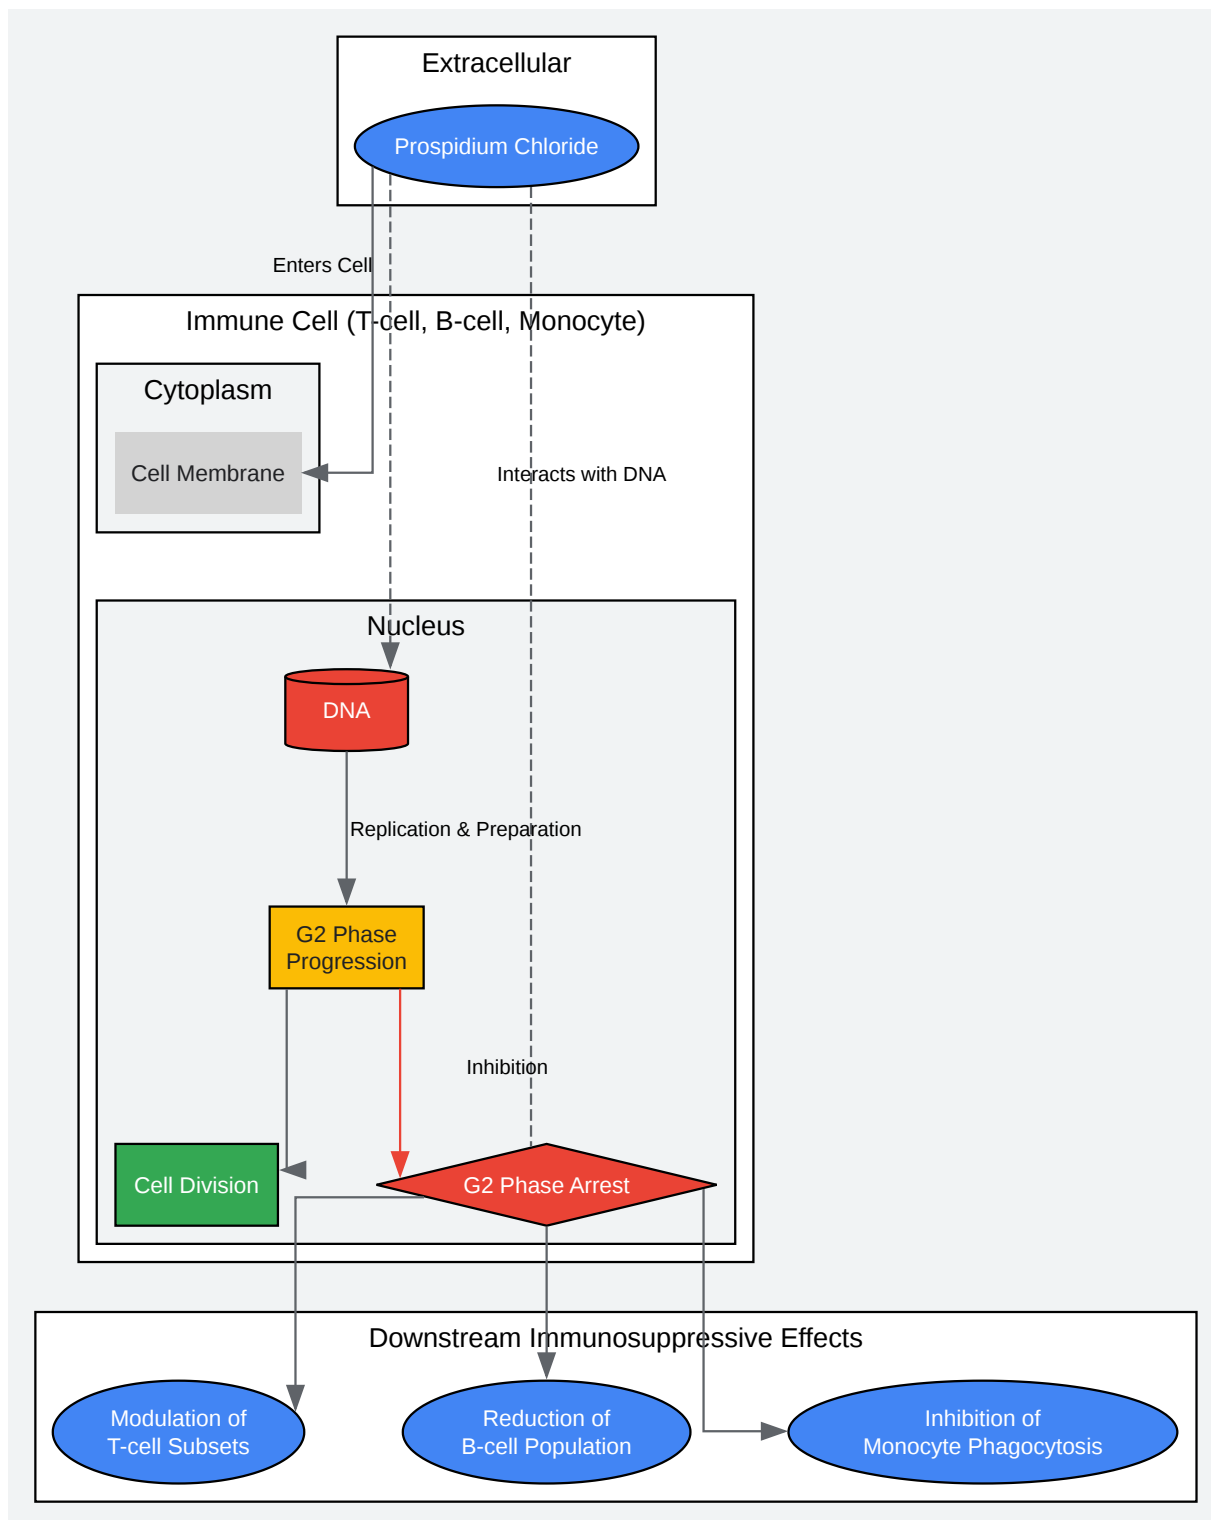 Extracellular
Prospidium Chloride
Enters Cell
Immune Cell (T-cell, B-cell, Monocyte)
Cytoplasm
Cell Membrane
Interacts with DNA
Nucleus
DNA
Replication & Preparation
G2 Phase
Progression
Inhibition
Cell Division
G2 Phase Arrest
Downstream Immunosuppressive Effects
Modulation of
T-cell Subsets
Reduction of
B-cell Population
Inhibition of
Monocyte Phagocytosis